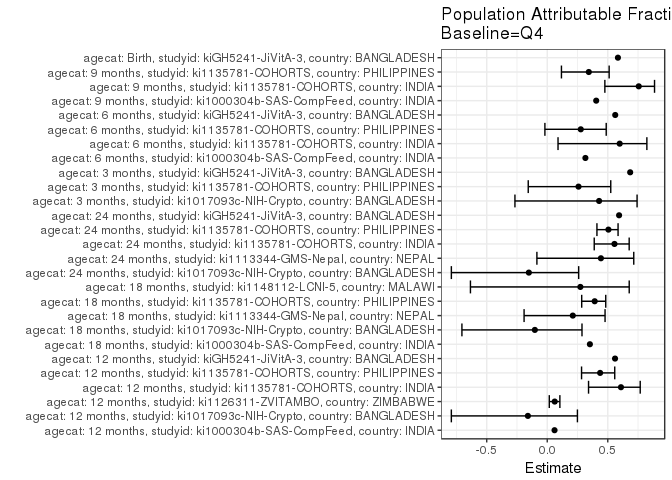 Population Attributable Fracti
Baseline=Q4
agecat: Birth, studyid: kiGH5241-JiVitA-3, country: BANGLADESH
agecat: 9 months, studyid: ki1135781-COHORTS, country: PHILIPPINES
agecat: 9 months, studyid: ki1135781-COHORTS, country: INDIA
agecat: 9 months, studyid: ki1000304b-SAS-CompFeed, country: INDIA
agecat: 6 months, studyid: kiGH5241-JiVitA-3, country: BANGLADESH
agecat: 6 months, studyid: ki1135781-COHORTS, country: PHILIPPINES
agecat: 6 months, studyid: ki1135781-COHORTS, country: INDIA
agecat: 6 months, studyid: ki1000304b-SAS-CompFeed, country: INDIA
agecat: 3 months, studyid: kiGH5241-JiVitA-3, country: BANGLADESH
agecat: 3 months, studyid: ki1135781-COHORTS, country: PHILIPPINES
agecat: 3 months, studyid: ki1017093c-NIH-Crypto, country: BANGLADESH
agecat: 24 months, studyid: kiGH5241-JiVitA-3, country: BANGLADESH
agecat: 24 months, studyid: ki1135781-COHORTS, country: PHILIPPINES
agecat: 24 months, studyid: ki1135781-COHORTS, country: INDIA
agecat: 24 months, studyid: ki1113344-GMS-Nepal, country: NEPAL
agecat: 24 months, studyid: ki1017093c-NIH-Crypto, country: BANGLADESH
agecat: 18 months, studyid: ki1148112-LCNI-5, country: MALAWI
agecat: 18 months, studyid: ki1135781-COHORTS, country: PHILIPPINES
agecat: 18 months, studyid: ki1113344-GMS-Nepal, country: NEPAL
agecat: 18 months, studyid: ki1017093c-NIH-Crypto, country: BANGLADESH
agecat: 18 months, studyid: ki1000304b-SAS-CompFeed, country: INDIA
agecat: 12 months, studyid: kiGH5241-JiVitA-3, country: BANGLADESH
agecat: 12 months, studyid: ki1135781-COHORTS, country: PHILIPPINES
agecat: 12 months, studyid: ki1135781-COHORTS, country: INDIA
agecat: 12 months, studyid: ki1126311-ZVITAMBO, country: ZIMBABWE
agecat: 12 months, studyid: ki1017093c-NIH-Crypto, country: BANGLADESH
agecat: 12 months, studyid: ki1000304b-SAS-CompFeed, country: INDIA
-0.5 0.0 0.5
Estimate